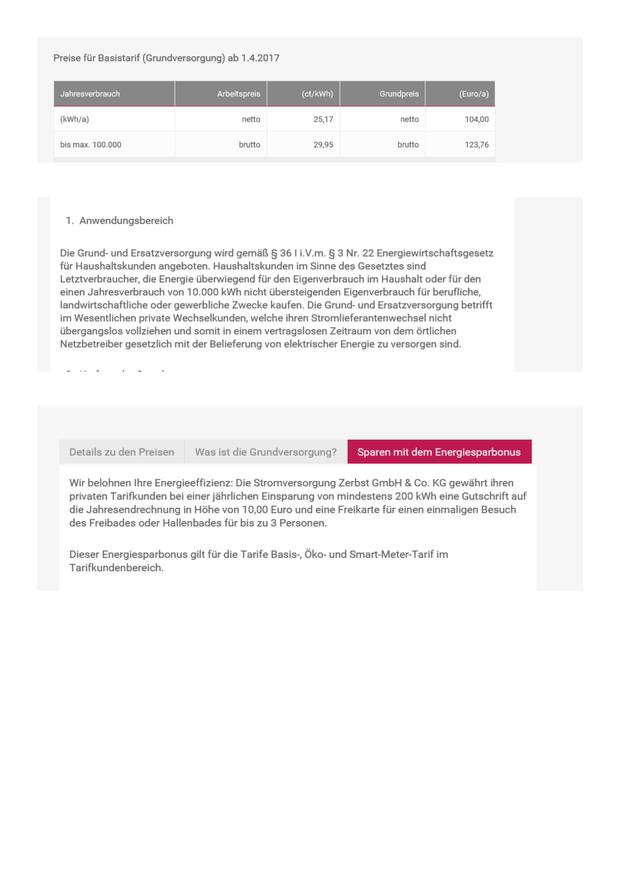 Preise für Basistarif (Grundversorgung) ab 1.4.2017
Jahresverbrauch Arbeitspreis (ct/kWh) Grundpreis (Euro/a)
(kWh/a) netto 25,17 netto 104,00
bis max. 100.000 brutto 29,95 brutto 123,76
1. Anwendungsbereich
Die Grund- und Ersatzversorgung wird gemäß § 36 I i.V.m. § 3 Nr. 22 Energiewirtschaftsgesetz
für Haushaltskunden angeboten. Haushaltskunden im Sinne des Gesetztes sind
Letztverbraucher, die Energie überwiegend für den Eigenverbrauch im Haushalt oder für den
einen Jahresverbrauch von 10.000 kWh nicht übersteigenden Eigenverbrauch für berufliche,
landwirtschaftliche oder gewerbliche Zwecke kaufen. Die Grund- und Ersatzversorgung betrifft
im Wesentlichen private Wechselkunden, welche ihren Stromlieferantenwechsel nicht
übergangslos vollziehen und somit in einem vertragslosen Zeitraum von dem örtlichen
Netzbetreiber gesetzlich mit der Belieferung von elektrischer Energie zu versorgen sind.
Details zu den Preisen Was ist die Grundversorgung? Sparen mit dem Energiesparbonus
Wir belohnen Ihre Energieeffizienz: Die Stromversorgung Zerbst GmbH & Co. KG gewährt ihren
privaten Tarifkunden bei einer jährlichen Einsparung von mindestens 200 kWh eine Gutschrift auf
die Jahresendrechnung in Höhe von 10,00 Euro und eine Freikarte für einen einmaligen Besuch
des Freibades oder Hallenbades für bis zu 3 Personen.
Dieser Energiesparbonus gilt für die Tarife Basis-, Öko- und Smart-Meter-Tarif im
Tarifkundenbereich.